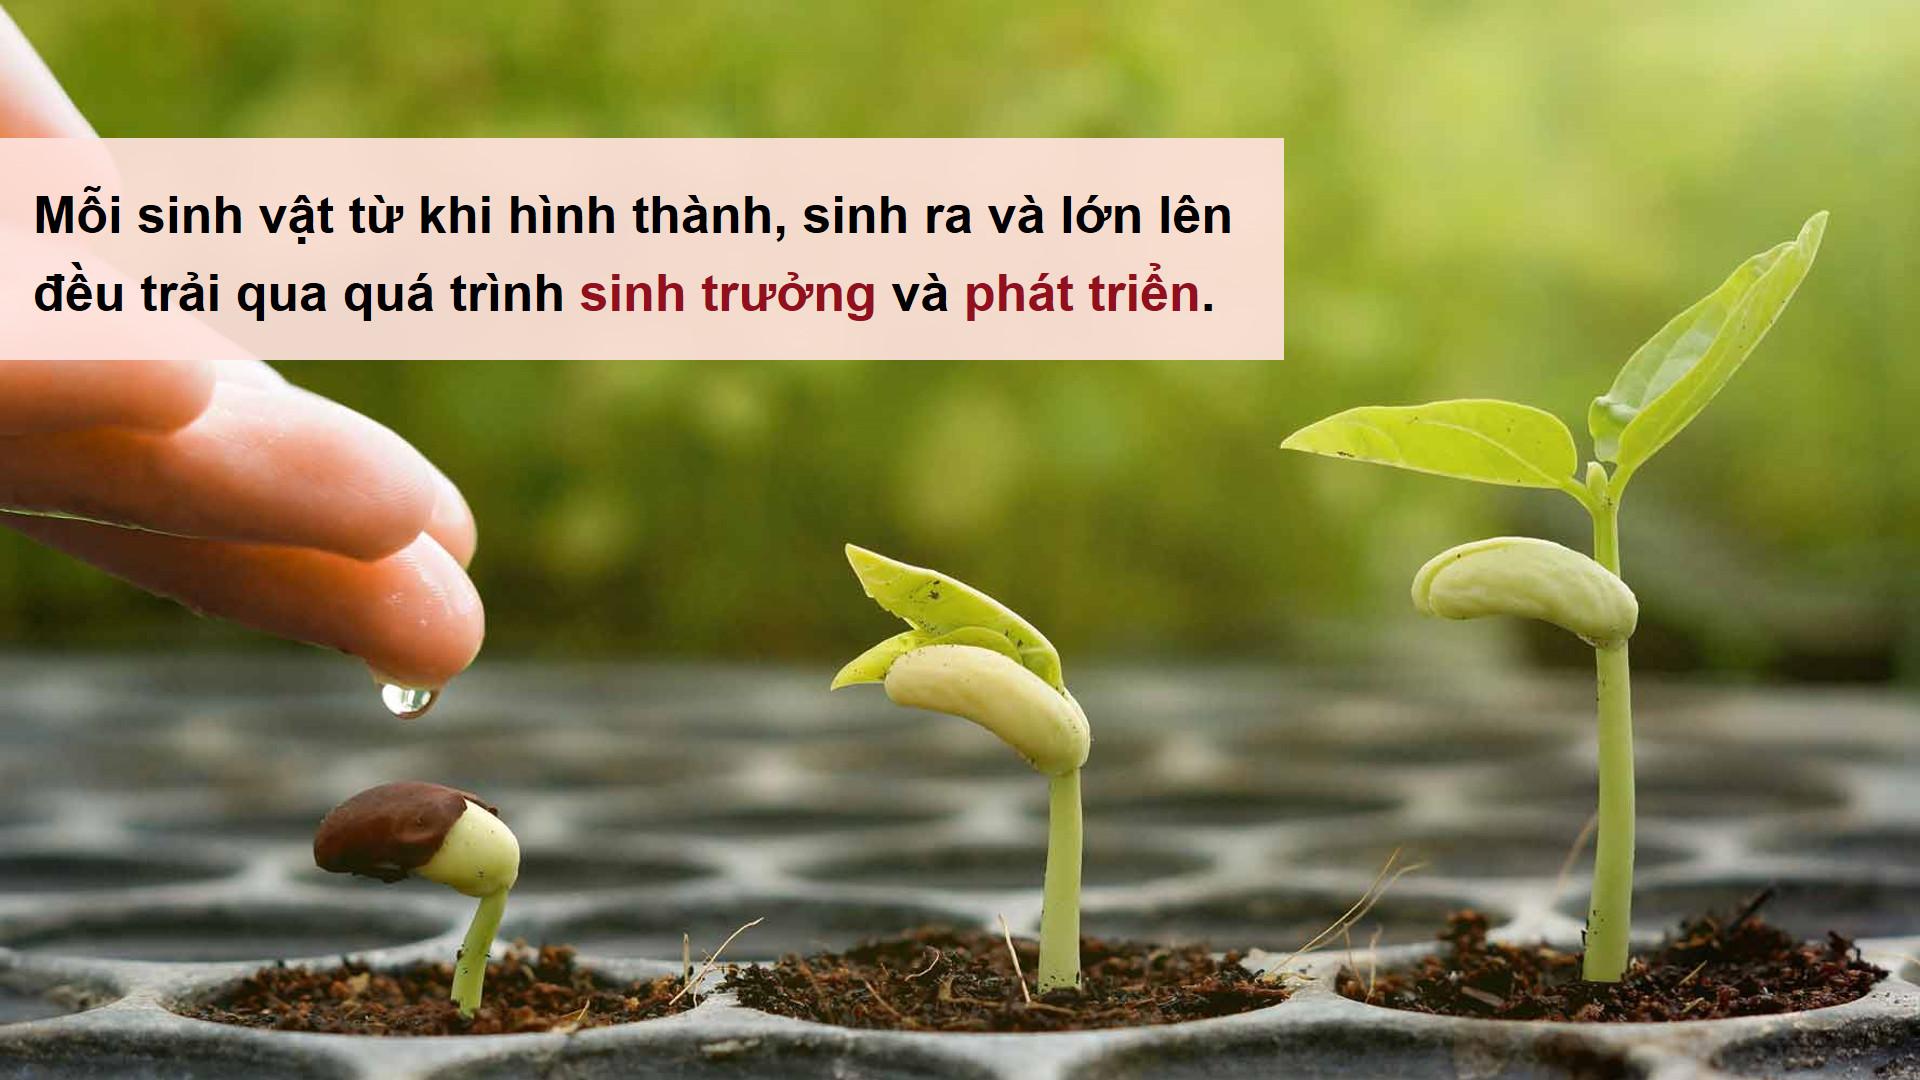 Mỗi sinh vật từ khi hình thành, sinh ra và lớn lên
đều trải qua quá trình sinh trưởng và phát triển.